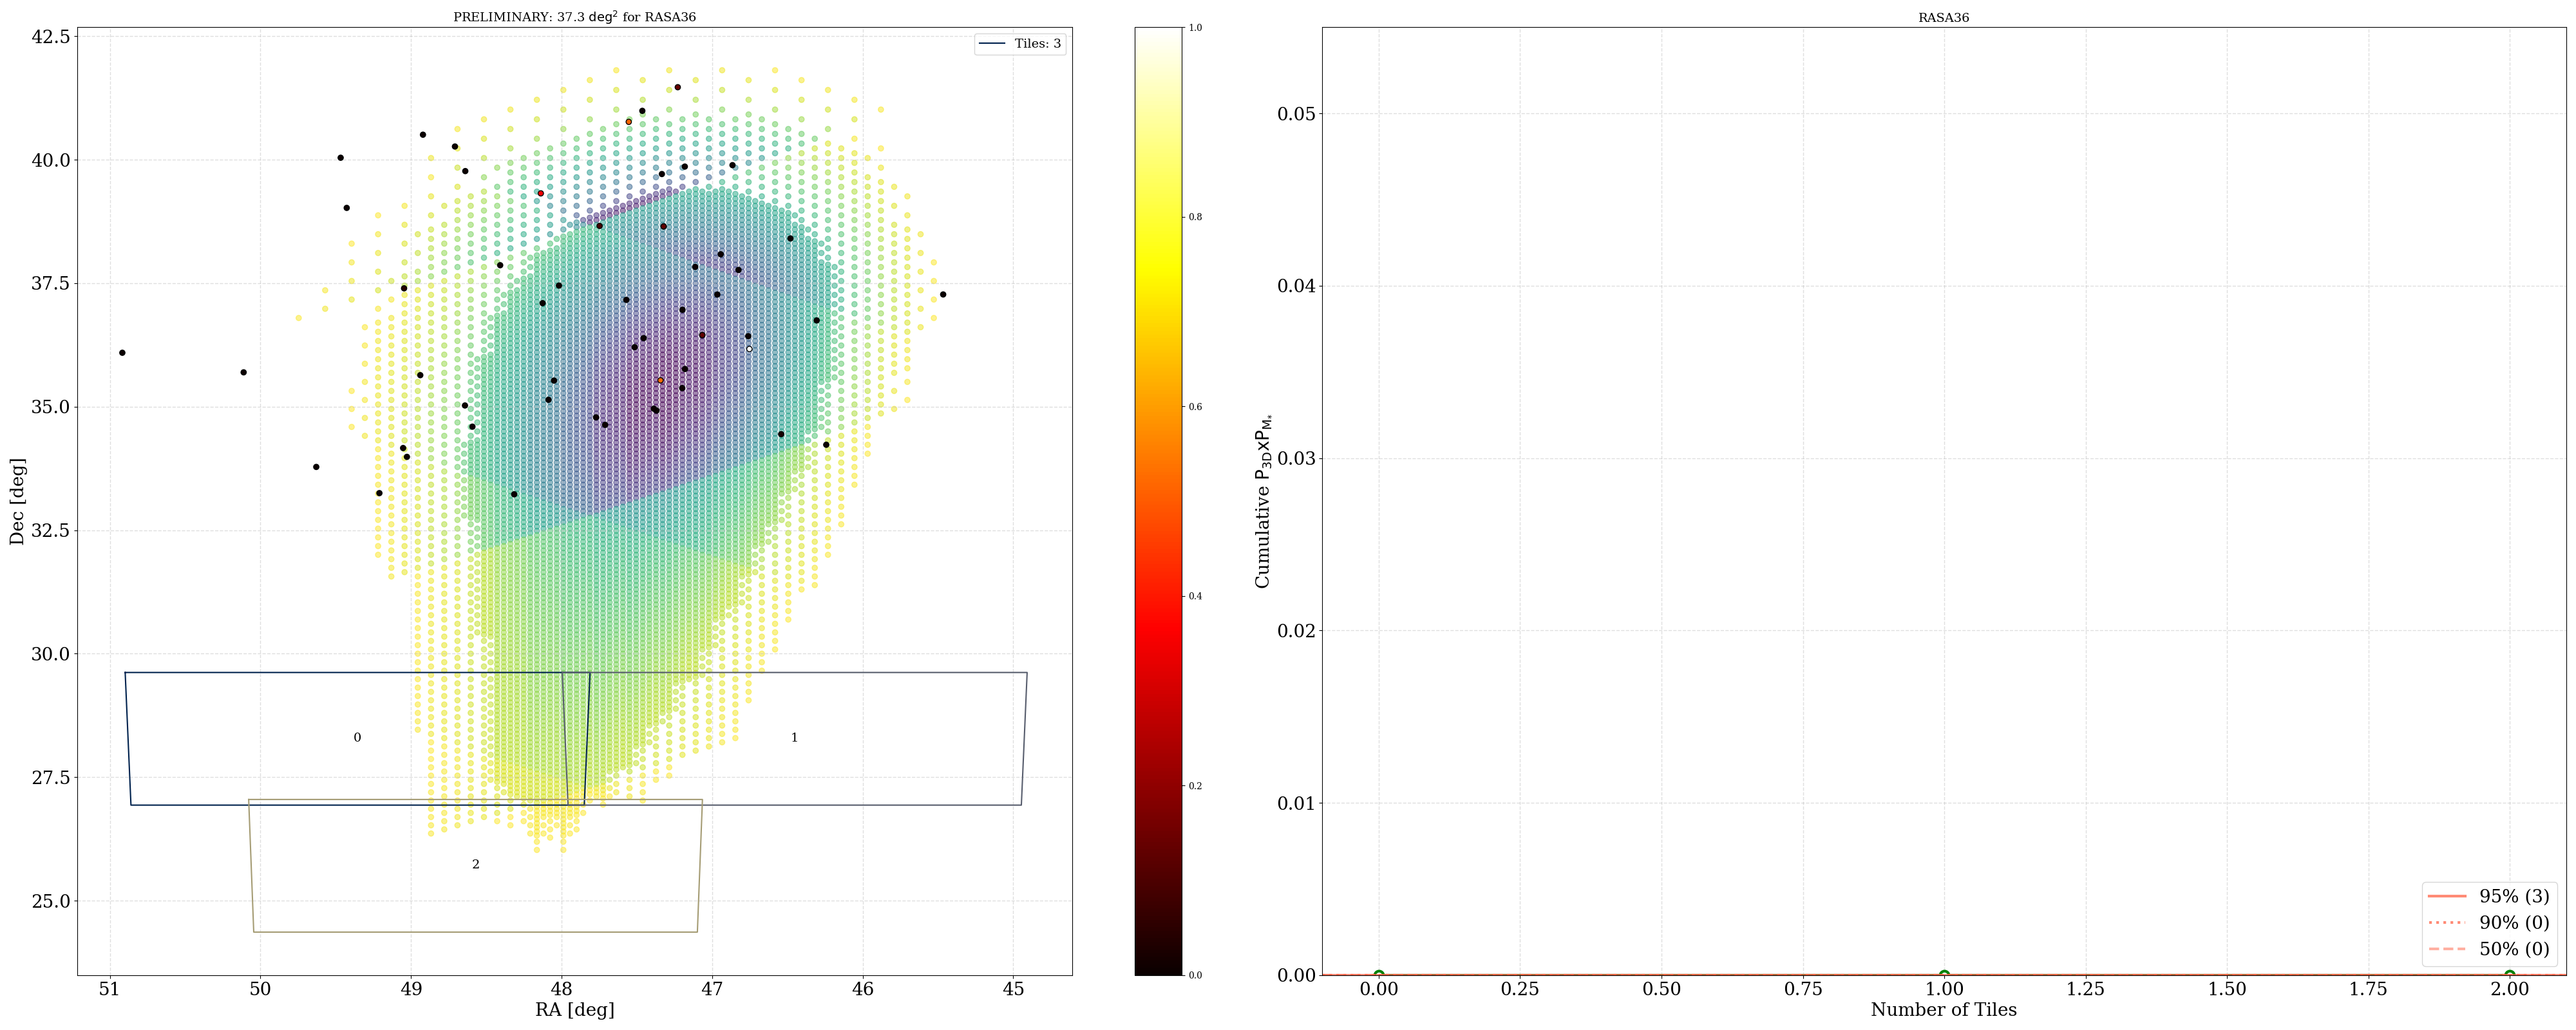 PRELIMINARY: 37.3 deg² for RASA36
Tiles: 3
42.5
40.0
37.5
35.0
32.5
30.0
27.5
25.0
Dec [deg]
0
1
2
51 50 49 48 47 46 45
RA [deg]
1.0
0.8
0.6
0.4
0.2
0.0
RASA36
0.05
0.04
0.03
0.02
0.01
0.00
Cumulative P3DxPM*
95% (3)
90% (0)
50% (0)
0.00 0.25 0.50 0.75 1.00 1.25 1.50 1.75 2.00
Number of Tiles